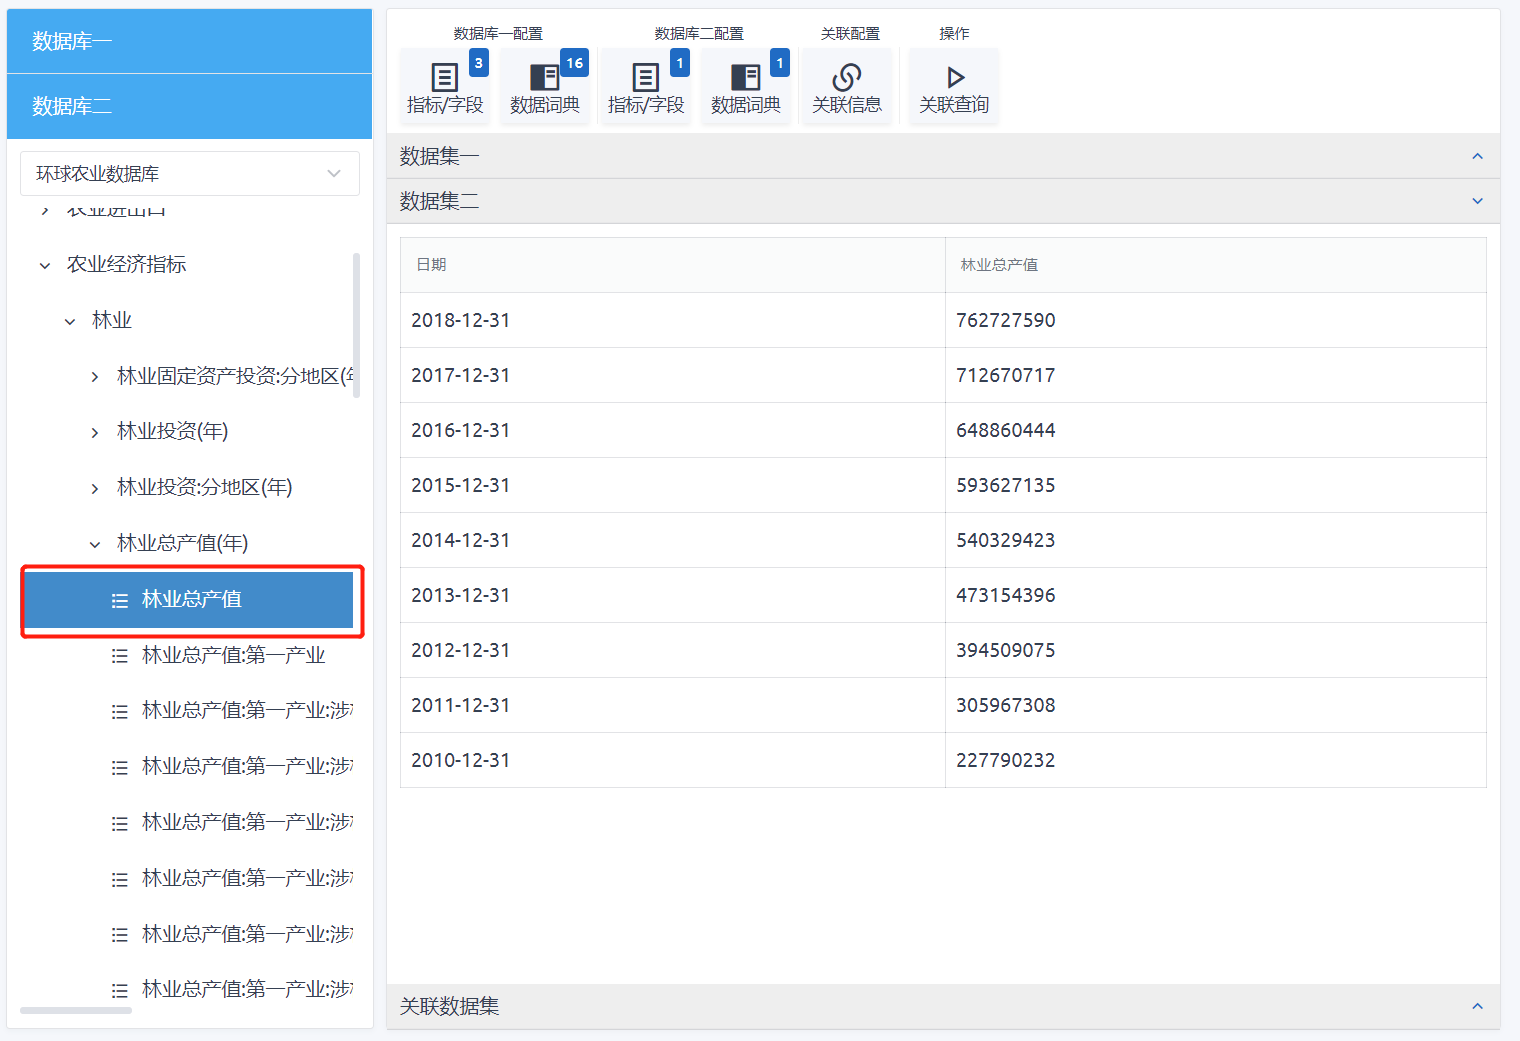 数据库一
数据库二
环球农业数据库
农业进出口
农业经济指标
林业
林业固定资产投资:分地区(年
林业投资(年)
林业投资:分地区(年)
林业总产值(年)
林业总产值
林业总产值:第一产业
林业总产值:第一产业:涉
林业总产值:第一产业:涉
林业总产值:第一产业:涉
林业总产值:第一产业:涉
林业总产值:第一产业:涉
林业总产值:第一产业:涉
数据库一配置 数据库二配置 关联配置 操作
3 16 1 1
指标/字段 数据词典 指标/字段 数据词典 关联信息 关联查询
数据集一
数据集二
日期 林业总产值
2018-12-31 762727590
2017-12-31 712670717
2016-12-31 648860444
2015-12-31 593627135
2014-12-31 540329423
2013-12-31 473154396
2012-12-31 394509075
2011-12-31 305967308
2010-12-31 227790232
关联数据集